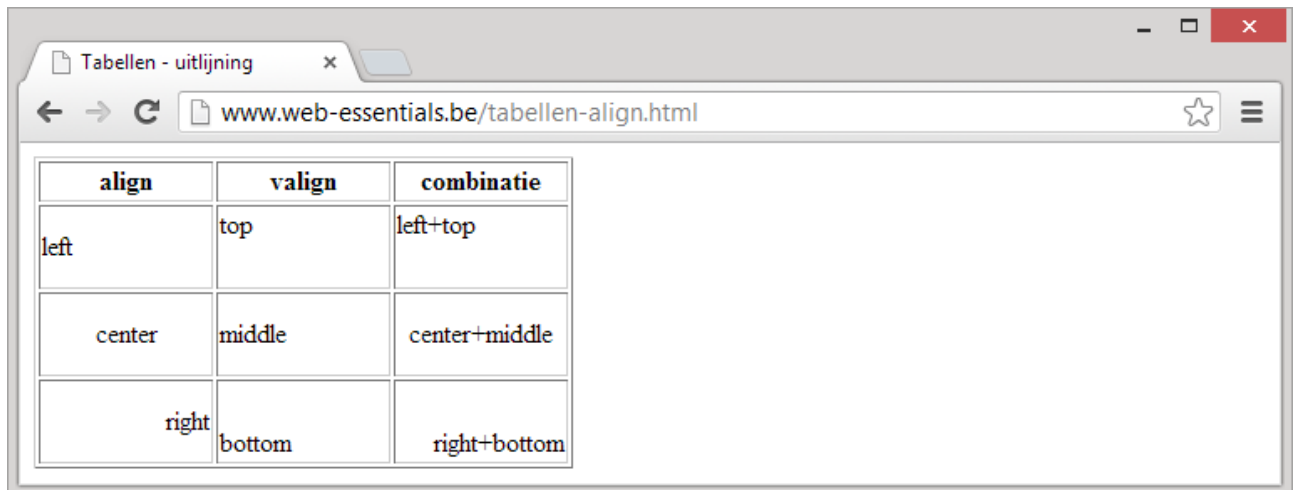 Tabellen - uitlijning
www.web-essentials.be/tabellen-align.html
align valign combinatie
left top left+top
center middle center+middle
right bottom right+bottom